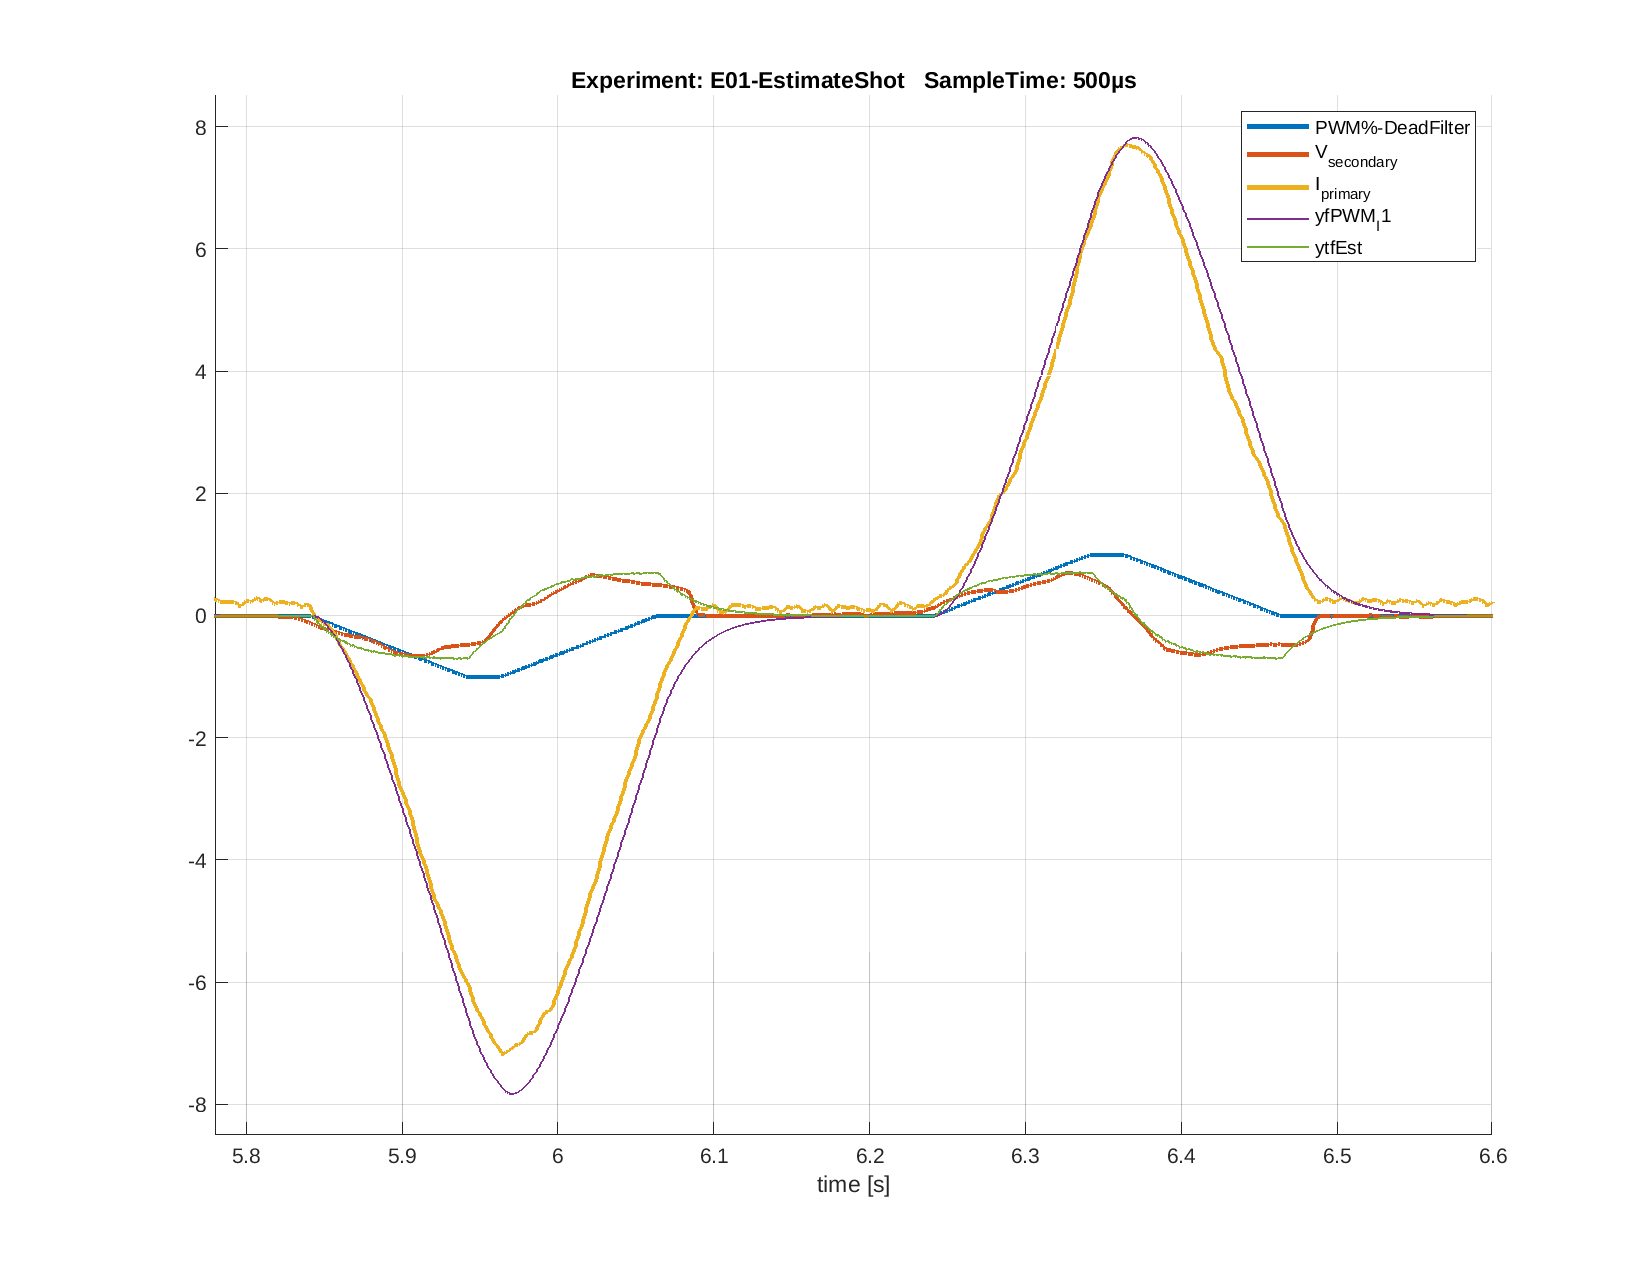 Experiment: E01-EstimateShot   SampleTime: 500µs
PWM%-DeadFilter
Vsecondary
Iprimary
yfPWMI1
ytfEst
8
6
4
2
0
-2
-4
-6
-8
5.8 5.9 6 6.1 6.2 6.3 6.4 6.5 6.6
time [s]